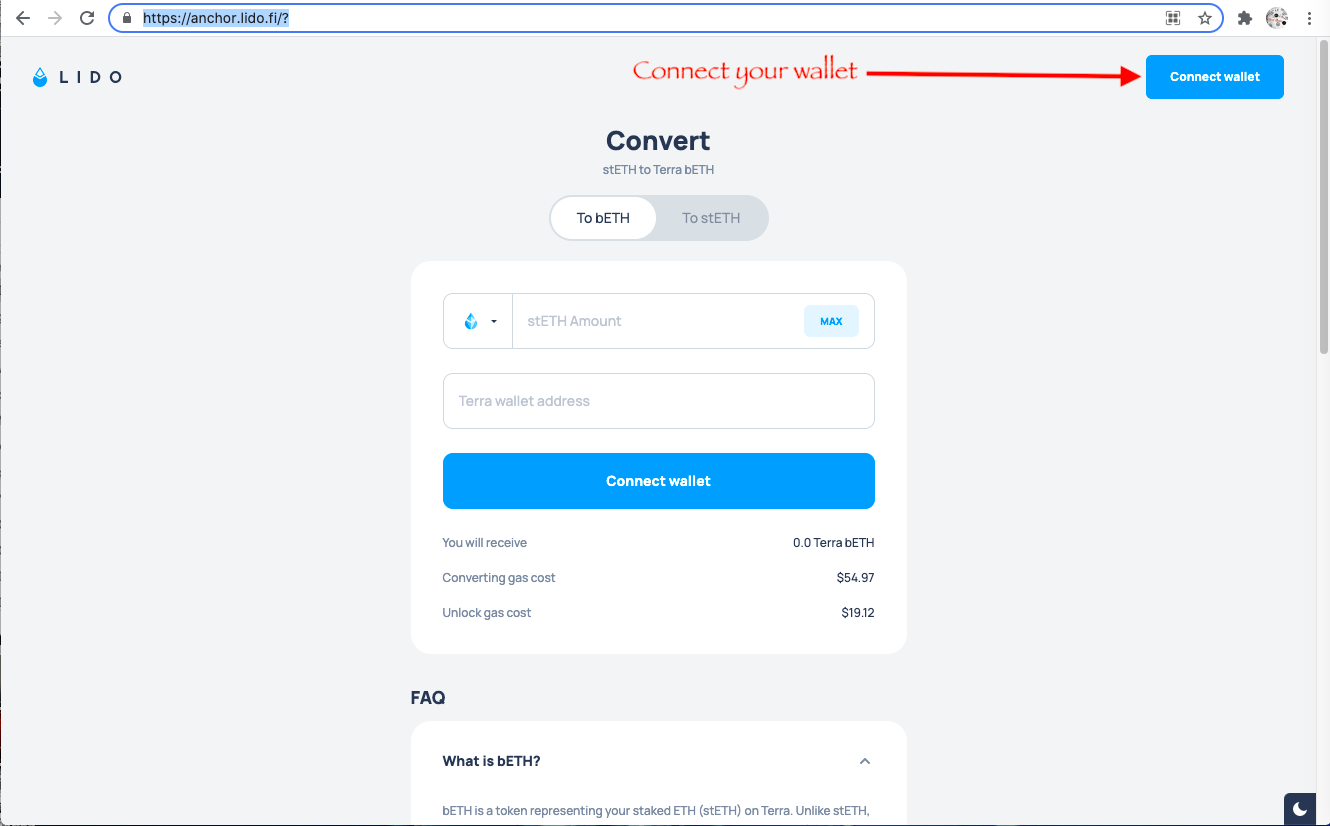 https://anchor.lido.fi/?
LIDO
Connect your wallet
Connect wallet
Convert
stETH to Terra bETH
To bETH
To stETH
stETH Amount
MAX
Terra wallet address
Connect wallet
You will receive
0.0 Terra bETH
Converting gas cost
$54.97
Unlock gas cost
$19.12
FAQ
What is bETH?
bETH is a token representing your staked ETH (stETH) on Terra. Unlike stETH,